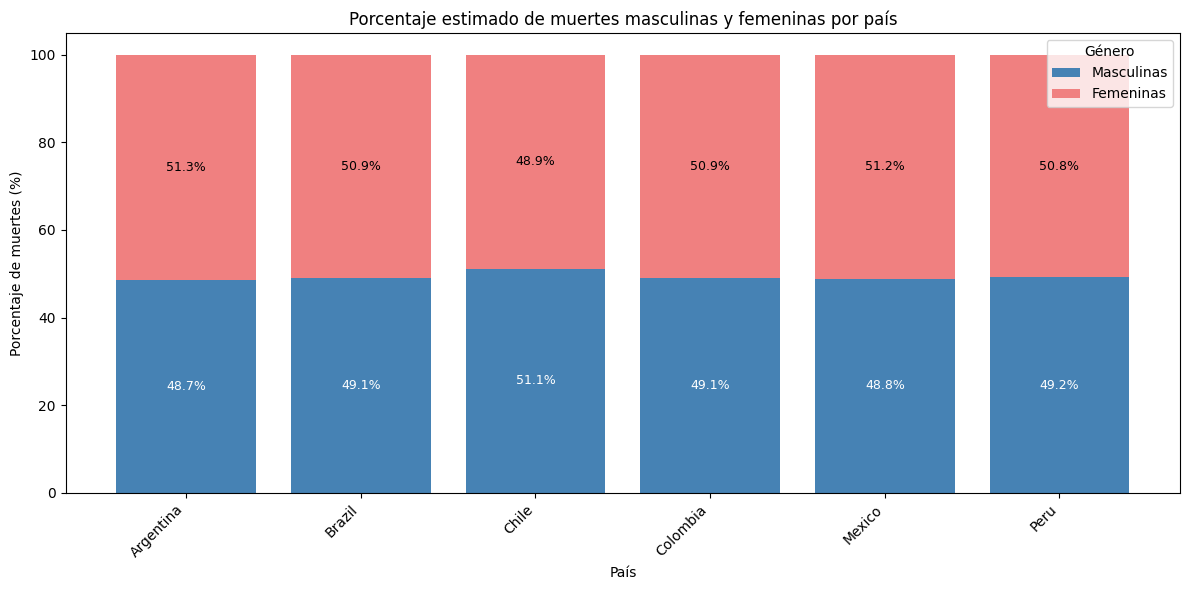 Porcentaje estimado de muertes masculinas y femeninas por país
Género
Masculinas
Femeninas
Porcentaje de muertes (%)
100
80
60
40
20
0
51.3%
50.9%
48.9%
50.9%
51.2%
50.8%
48.7%
49.1%
51.1%
49.1%
48.8%
49.2%
Argentina
Brazil
Chile
Colombia
Mexico
Peru
País